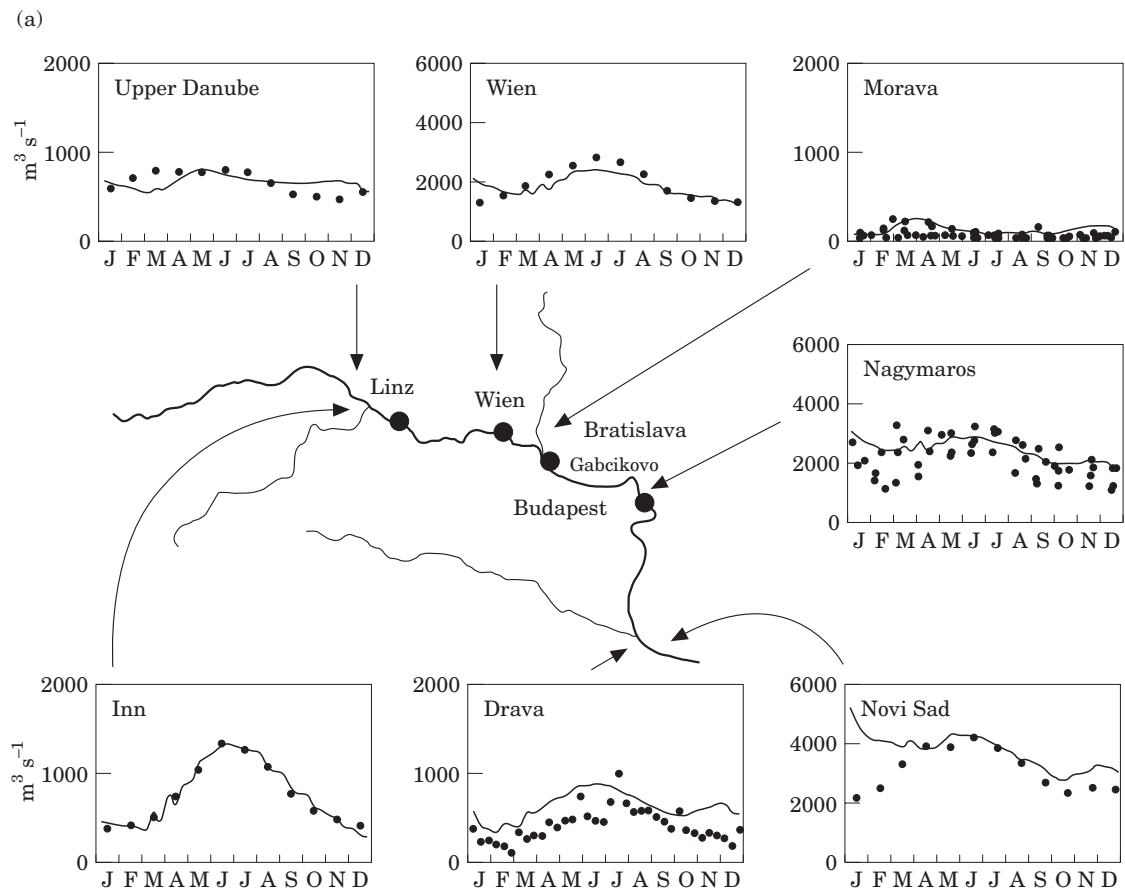 (a)
2000 Upper Danube
1000
0
m³ s⁻¹
J F M A M J J A S O N D
6000 Wien
4000
2000
0
J F M A M J J A S O N D
2000 Morava
1000
0
J F M A M J J A S O N D
Linz
Wien
Bratislava
Gabcikovo
Budapest
6000 Nagymaros
4000
2000
0
J F M A M J J A S O N D
2000 Inn
1000
0
m³ s⁻¹
J F M A M J J A S O N D
2000 Drava
1000
0
J F M A M J J A S O N D
6000 Novi Sad
4000
2000
0
J F M A M J J A S O N D